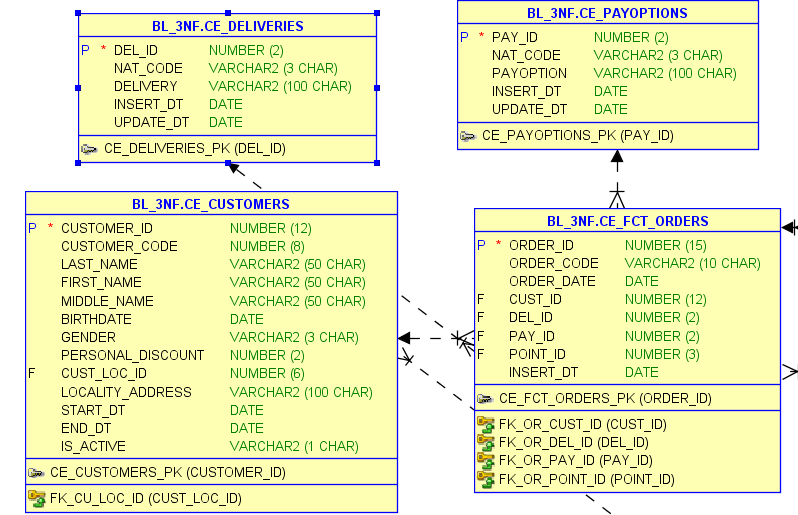 BL_3NF.CE_DELIVERIES
P * DEL_ID NUMBER (2)
NAT_CODE VARCHAR2 (3 CHAR)
DELIVERY VARCHAR2 (100 CHAR)
INSERT_DT DATE
UPDATE_DT DATE
CE_DELIVERIES_PK (DEL_ID)
BL_3NF.CE_PAYOPTIONS
P * PAY_ID NUMBER (2)
NAT_CODE VARCHAR2 (3 CHAR)
PAYOPTION VARCHAR2 (100 CHAR)
INSERT_DT DATE
UPDATE_DT DATE
CE_PAYOPTIONS_PK (PAY_ID)
BL_3NF.CE_CUSTOMERS
P * CUSTOMER_ID NUMBER (12)
CUSTOMER_CODE NUMBER (8)
LAST_NAME VARCHAR2 (50 CHAR)
FIRST_NAME VARCHAR2 (50 CHAR)
MIDDLE_NAME VARCHAR2 (50 CHAR)
BIRTHDATE DATE
GENDER VARCHAR2 (3 CHAR)
PERSONAL_DISCOUNT NUMBER (2)
F CUST_LOC_ID NUMBER (6)
LOCALITY_ADDRESS VARCHAR2 (100 CHAR)
START_DT DATE
END_DT DATE
IS_ACTIVE VARCHAR2 (1 CHAR)
CE_CUSTOMERS_PK (CUSTOMER_ID)
FK_CU_LOC_ID (CUST_LOC_ID)
BL_3NF.CE_FCT_ORDERS
P * ORDER_ID NUMBER (15)
ORDER_CODE VARCHAR2 (10 CHAR)
ORDER_DATE DATE
F CUST_ID NUMBER (12)
F DEL_ID NUMBER (2)
F PAY_ID NUMBER (2)
F POINT_ID NUMBER (3)
INSERT_DT DATE
CE_FCT_ORDERS_PK (ORDER_ID)
FK_OR_CUST_ID (CUST_ID)
FK_OR_DEL_ID (DEL_ID)
FK_OR_PAY_ID (PAY_ID)
FK_OR_POINT_ID (POINT_ID)